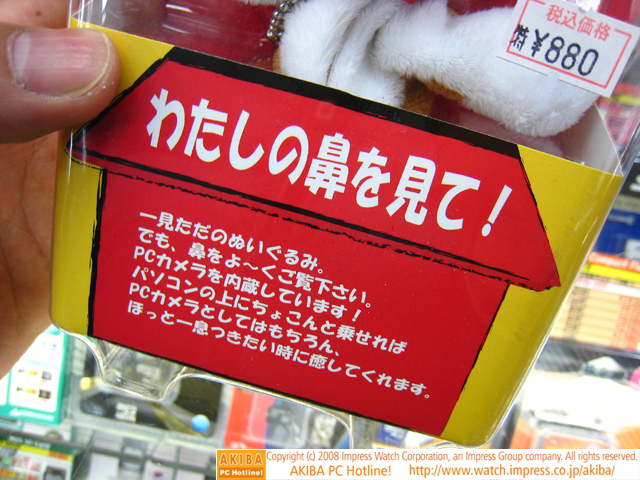 税込価格
特 ¥880
わたしの鼻を見て!
一見ただのぬいぐるみ。
でも、鼻をよ〜くご覧下さい。
PCカメラを内蔵しています!
パソコンの上にちょこんと乗せれば
PCカメラとしてはもちろん、
ほっと一息つきたい時に癒してくれます。
AKIBA PC Hotline!
Copyright (c) 2008 Impress Watch Corporation, an Impress Group company. All rights reserved.
AKIBA PC Hotline! http://www.watch.impress.co.jp/akiba/